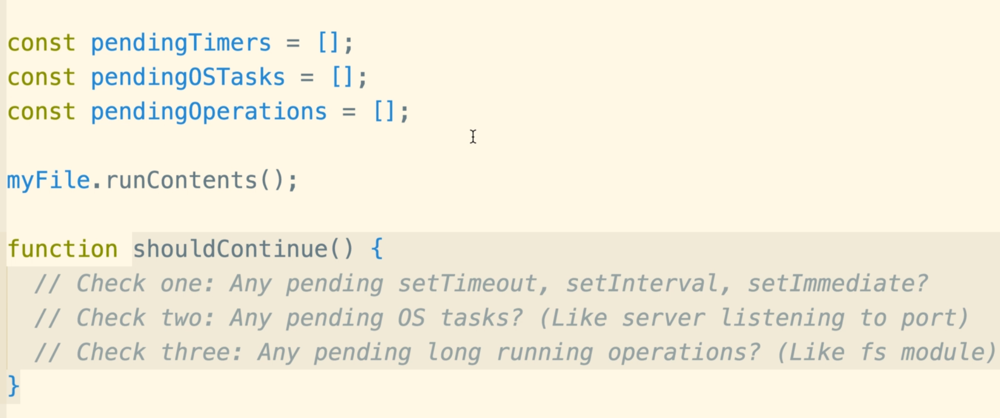 const pendingTimers = [];
const pendingOSTasks = [];
const pendingOperations = [];
myFile.runContents();
function shouldContinue() {
// Check one: Any pending setTimeout, setInterval, setImmediate?
// Check two: Any pending OS tasks? (Like server listening to port)
// Check three: Any pending long running operations? (Like fs module)
}